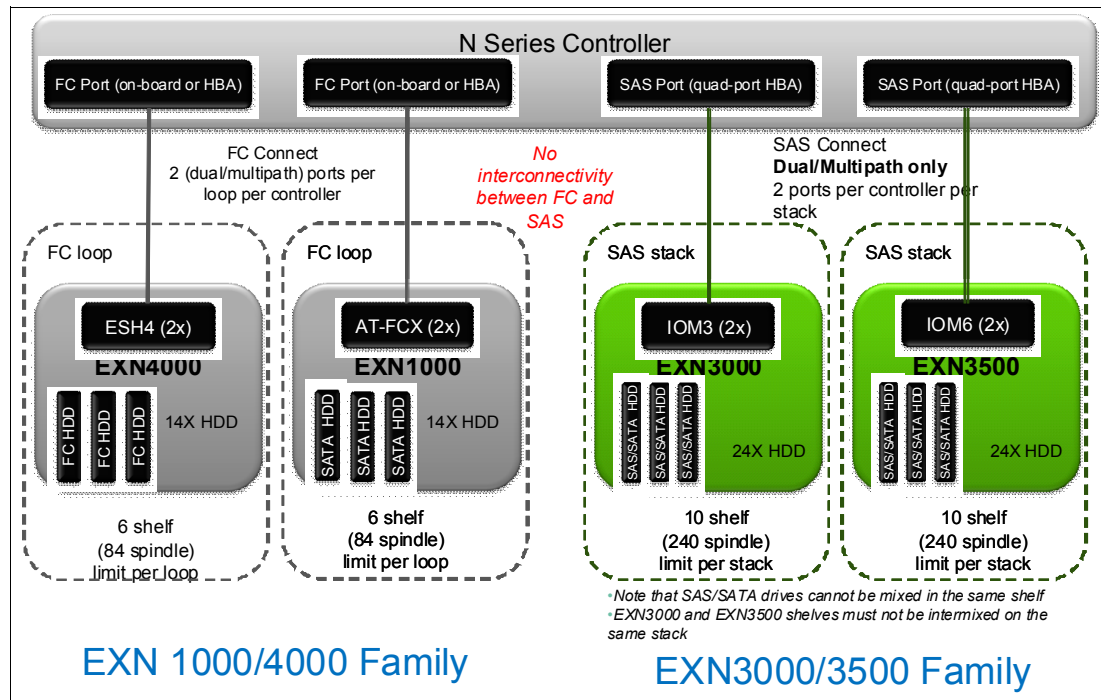 N Series Controller
FC Port (on-board or HBA)
FC Port (on-board or HBA)
SAS Port (quad-port HBA)
SAS Port (quad-port HBA)
FC Connect
2 (dual/multipath) ports per
loop per controller
No
interconnectivity
between FC and
SAS
SAS Connect
Dual/Multipath only
2 ports per controller per
stack
FC loop
ESH4 (2x)
EXN4000
FC HDD
FC HDD
FC HDD
14X HDD
6 shelf
(84 spindle)
limit per loop
FC loop
AT-FCX (2x)
EXN1000
SATA HDD
SATA HDD
SATA HDD
14X HDD
6 shelf
(84 spindle)
limit per loop
SAS stack
IOM3 (2x)
EXN3000
SAS/SATA HDD
SAS/SATA HDD
SAS/SATA HDD
24X HDD
10 shelf
(240 spindle)
limit per stack
SAS stack
IOM6 (2x)
EXN3500
SAS/SATA HDD
SAS/SATA HDD
SAS/SATA HDD
24X HDD
10 shelf
(240 spindle)
limit per stack
•Note that SAS/SATA drives cannot be mixed in the same shelf
•EXN3000 and EXN3500 shelves must not be intermixed on the
same stack
EXN 1000/4000 Family
EXN3000/3500 Family